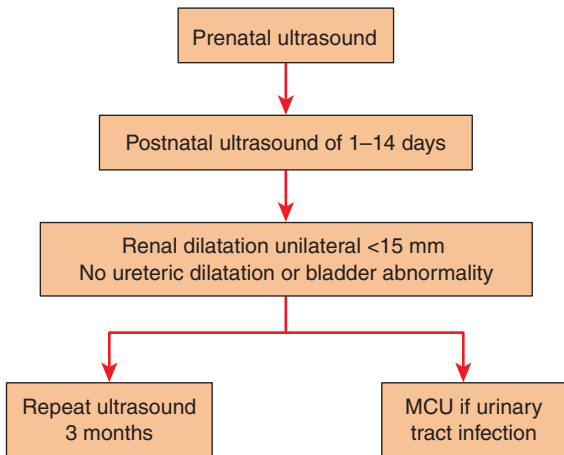 Prenatal ultrasound
Postnatal ultrasound of 1–14 days
Renal dilatation unilateral <15 mm
No ureteric dilatation or bladder abnormality
Repeat ultrasound
3 months
MCU if urinary
tract infection